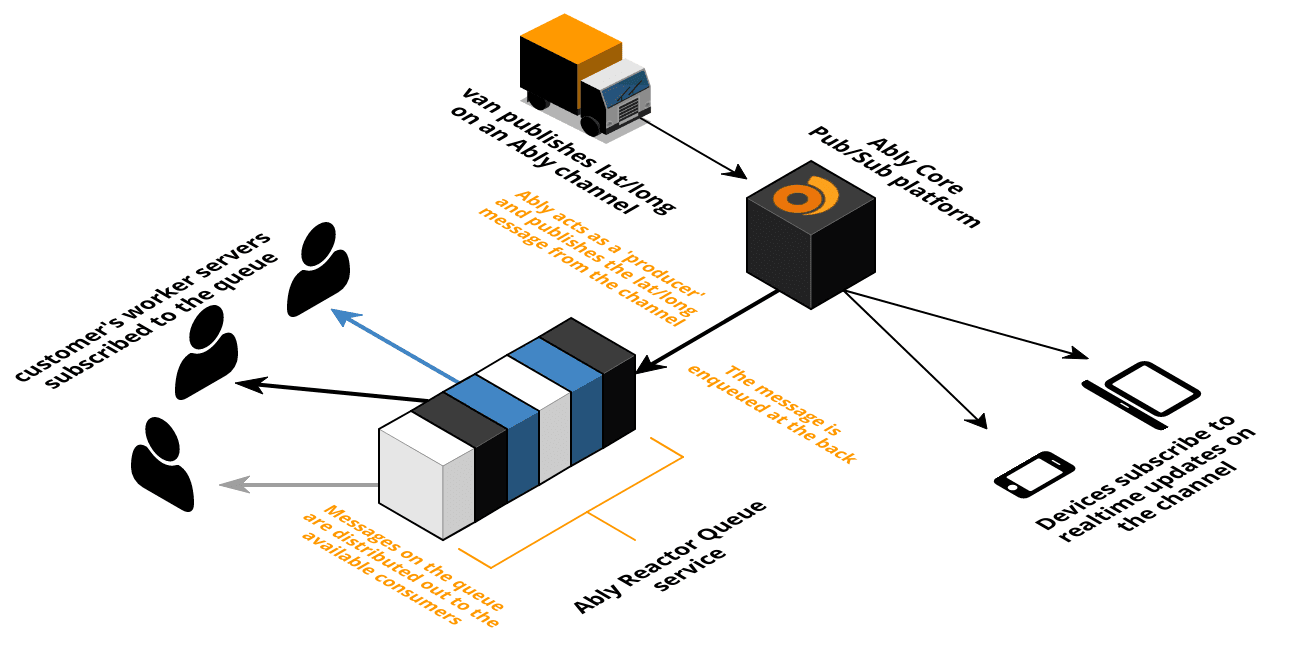 van publishes lat/long
on an Ably channel
Ably Core
Pub/Sub platform
Ably acts as a 'producer'
and publishes the lat/long
message from the channel
customer's worker servers
subscribed to the queue
The message is
enqueued at the back
Devices subscribe to
realtime updates on
the channel
Messages on the queue
are distributed out to the
available consumers
Ably Reactor Queue
service